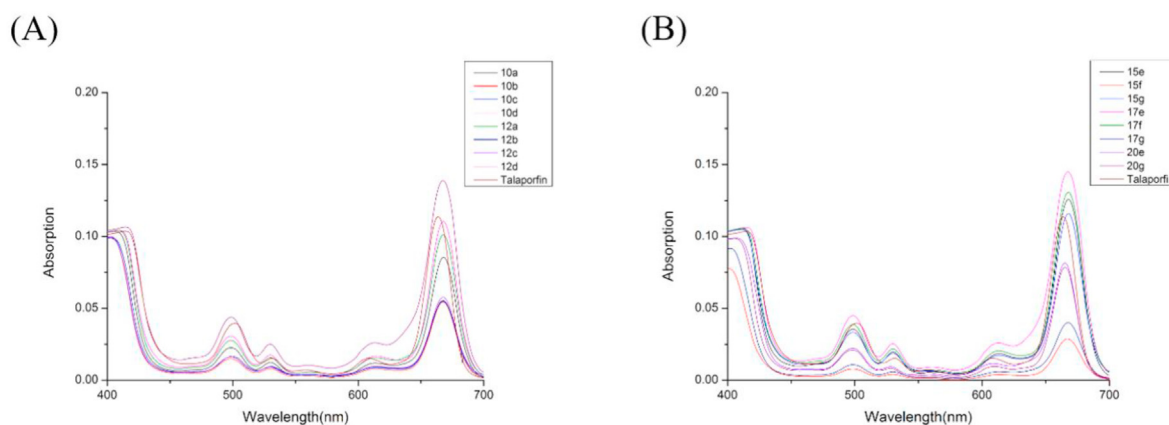 (A)
(B)
10a
10b
10c
10d
12a
12b
12c
12d
Talaporfin
0.20
0.15
0.10
0.05
0.00
Absorption
400
500
600
700
Wavelength(nm)
15e
15f
15g
17e
17f
17g
20e
20g
Talaporfin
0.20
0.15
0.10
0.05
0.00
Absorption
400
500
600
700
Wavelength(nm)